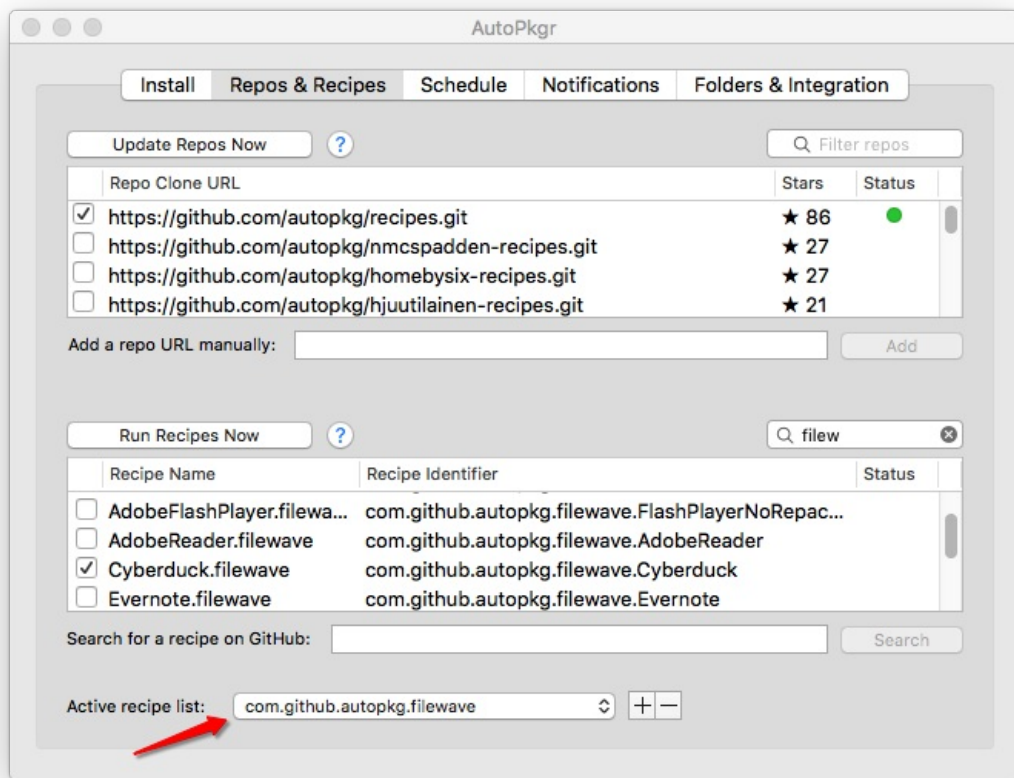 AutoPkgr
Install Repos & Recipes Schedule Notifications Folders & Integration
Update Repos Now ? Filter repos
Repo Clone URL Stars Status
https://github.com/autopkg/recipes.git ★ 86
https://github.com/autopkg/nmcspadden-recipes.git ★ 27
https://github.com/autopkg/homebysix-recipes.git ★ 27
https://github.com/autopkg/hjuutilainen-recipes.git ★ 21
Add a repo URL manually: Add
Run Recipes Now ? filew
Recipe Name Recipe Identifier Status
AdobeFlashPlayer.filewa... com.github.autopkg.filewave.FlashPlayerNoRepac...
AdobeReader.filewave com.github.autopkg.filewave.AdobeReader
Cyberduck.filewave com.github.autopkg.filewave.Cyberduck
Evernote.filewave com.github.autopkg.filewave.Evernote
Search for a recipe on GitHub: Search
Active recipe list: com.github.autopkg.filewave + −